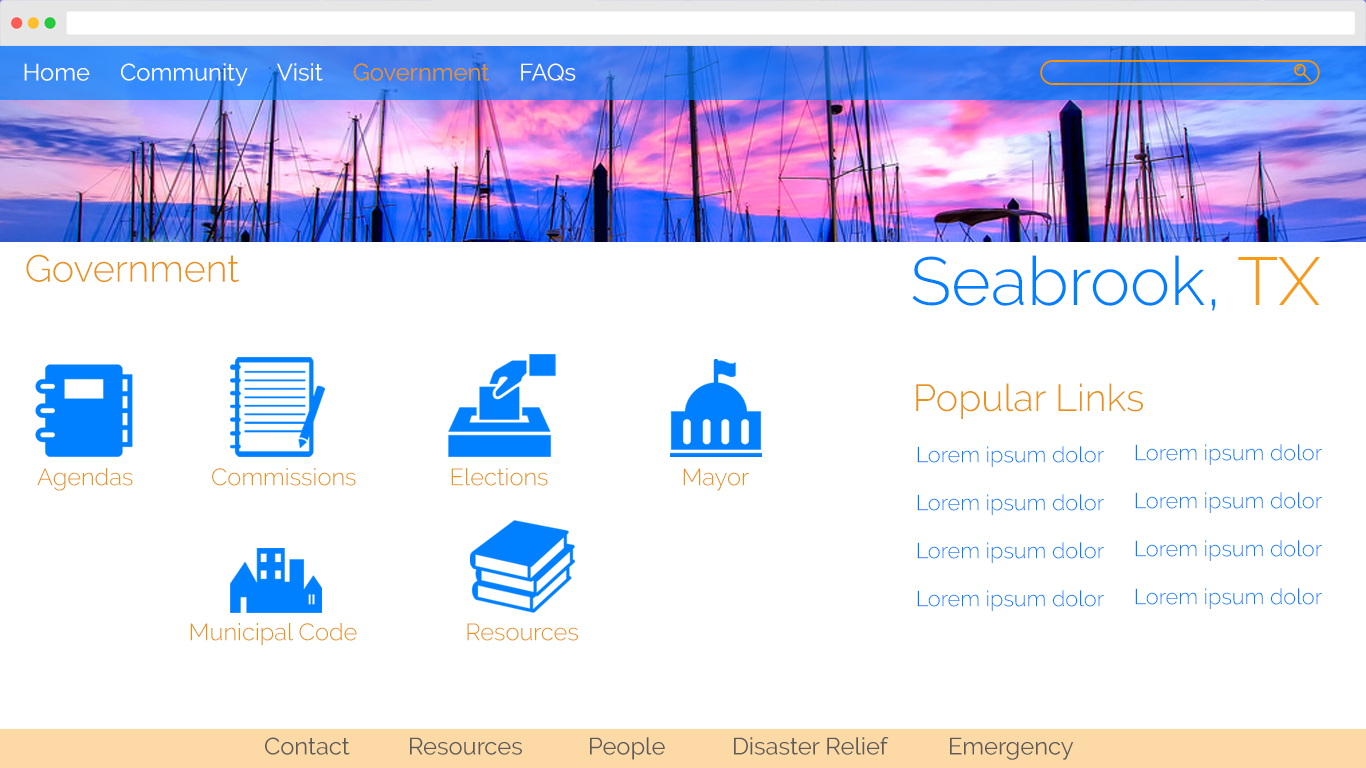 Home Community Visit Government FAQs
Government
Seabrook, TX
Agendas Commissions Elections Mayor
Municipal Code Resources
Popular Links
Lorem ipsum dolor Lorem ipsum dolor
Lorem ipsum dolor Lorem ipsum dolor
Lorem ipsum dolor Lorem ipsum dolor
Lorem ipsum dolor Lorem ipsum dolor
Contact Resources People Disaster Relief Emergency